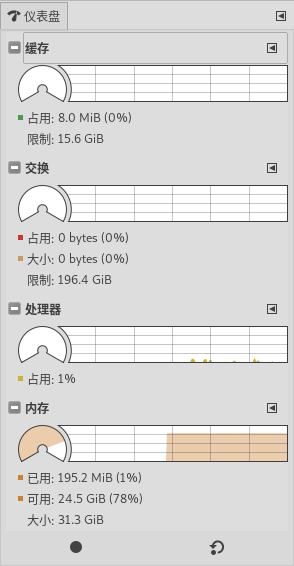 仪表盘
缓存
占用: 8.0 MiB (0%)
限制: 15.6 GiB
交换
占用: 0 bytes (0%)
大小: 0 bytes (0%)
限制: 196.4 GiB
处理器
占用: 1%
内存
已用: 195.2 MiB (1%)
可用: 24.5 GiB (78%)
大小: 31.3 GiB